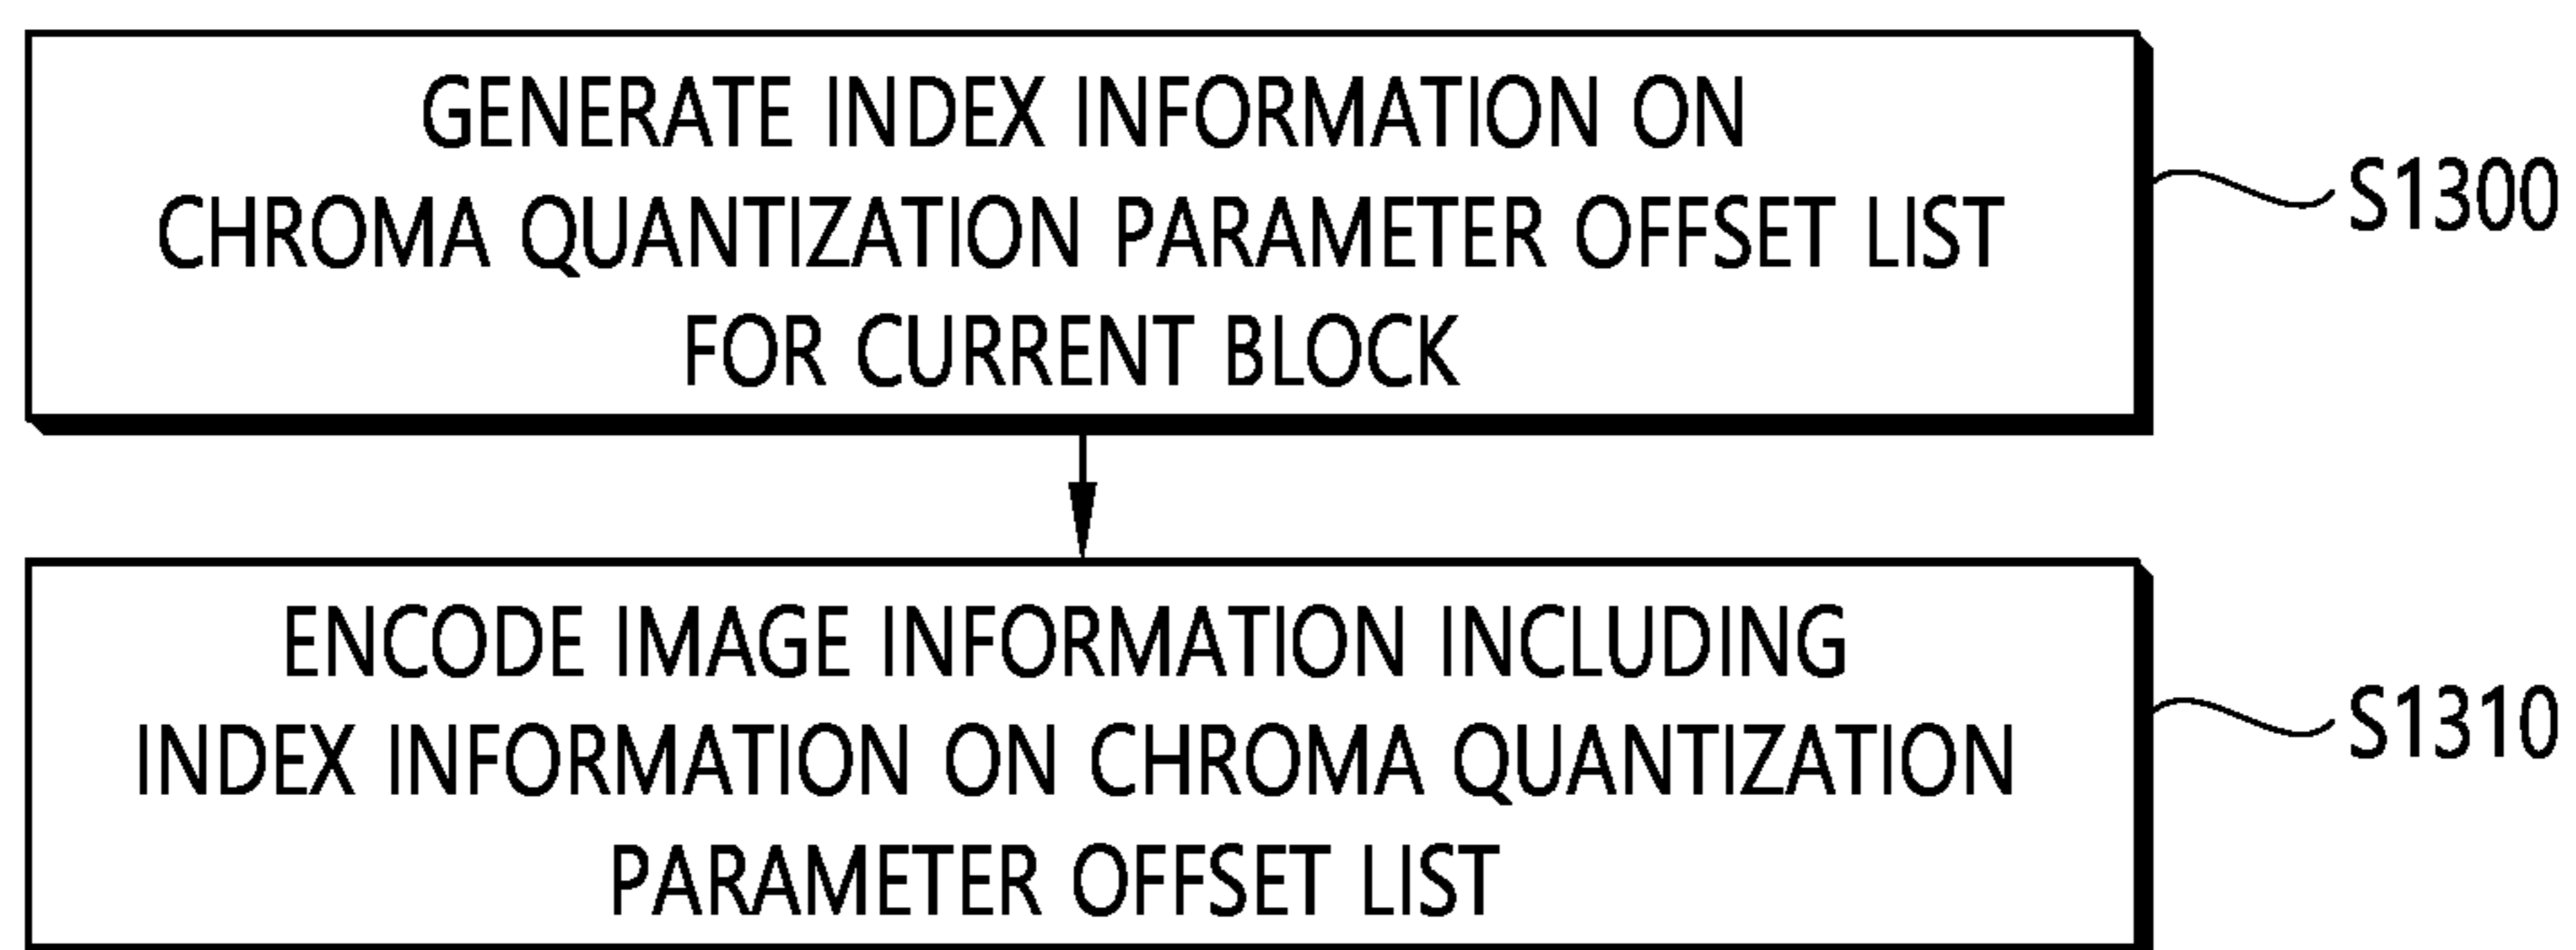 GENERATE INDEX INFORMATION ON
CHROMA QUANTIZATION PARAMETER OFFSET LIST
FOR CURRENT BLOCK
S1300
ENCODE IMAGE INFORMATION INCLUDING
INDEX INFORMATION ON CHROMA QUANTIZATION
PARAMETER OFFSET LIST
S1310